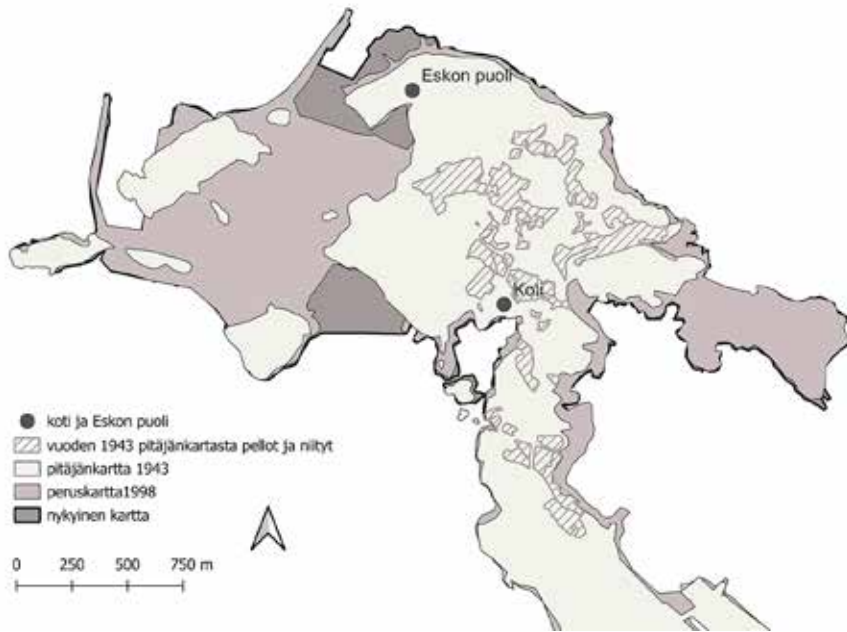 Eskon puoli
Koti
koti ja Eskon puoli
vuoden 1943 pitäjänkartasta pellot ja niityt
pitäjänkartta 1943
peruskartta1998
nykyinen kartta
0 250 500 750 m